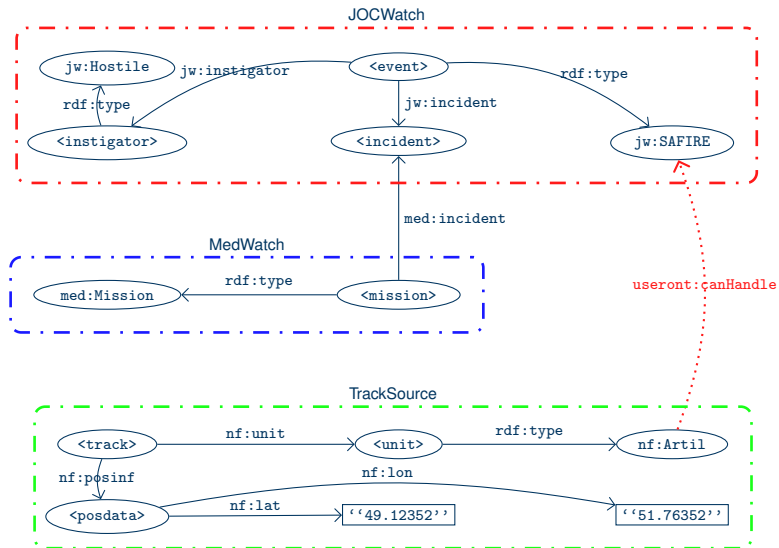 JOCWatch
jw:Hostile
jw:instigator
<event>
rdf:type
rdf:type
jw:incident
<instigator>
<incident>
jw:SAFIRE
med:incident
MedWatch
rdf:type
med:Mission
<mission>
useront:canHandle
TrackSource
<track>
nf:unit
<unit>
rdf:type
nf:Artil
nf:posinf
nf:lon
nf:lat
<posdata>
‘‘49.12352’’
‘‘51.76352’’